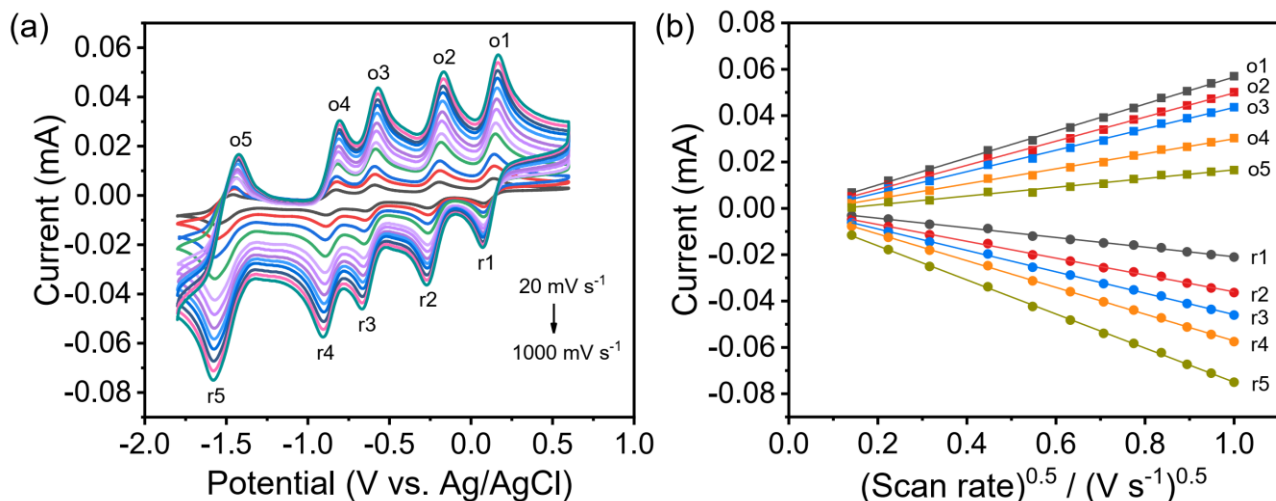 (a)
0.06
0.04
0.02
0.00
-0.02
-0.04
-0.06
-0.08
Current (mA)
o1
o2
o3
o4
o5
r1
r2
r3
r4
r5
20 mV s⁻¹
1000 mV s⁻¹
-2.0 -1.5 -1.0 -0.5 0.0 0.5 1.0
Potential (V vs. Ag/AgCl)
(b)
0.08
0.06
0.04
0.02
0.00
-0.02
-0.04
-0.06
-0.08
Current (mA)
o1
o2
o3
o4
o5
r1
r2
r3
r4
r5
0.0 0.2 0.4 0.6 0.8 1.0
(Scan rate)⁰·⁵ / (V s⁻¹)⁰·⁵